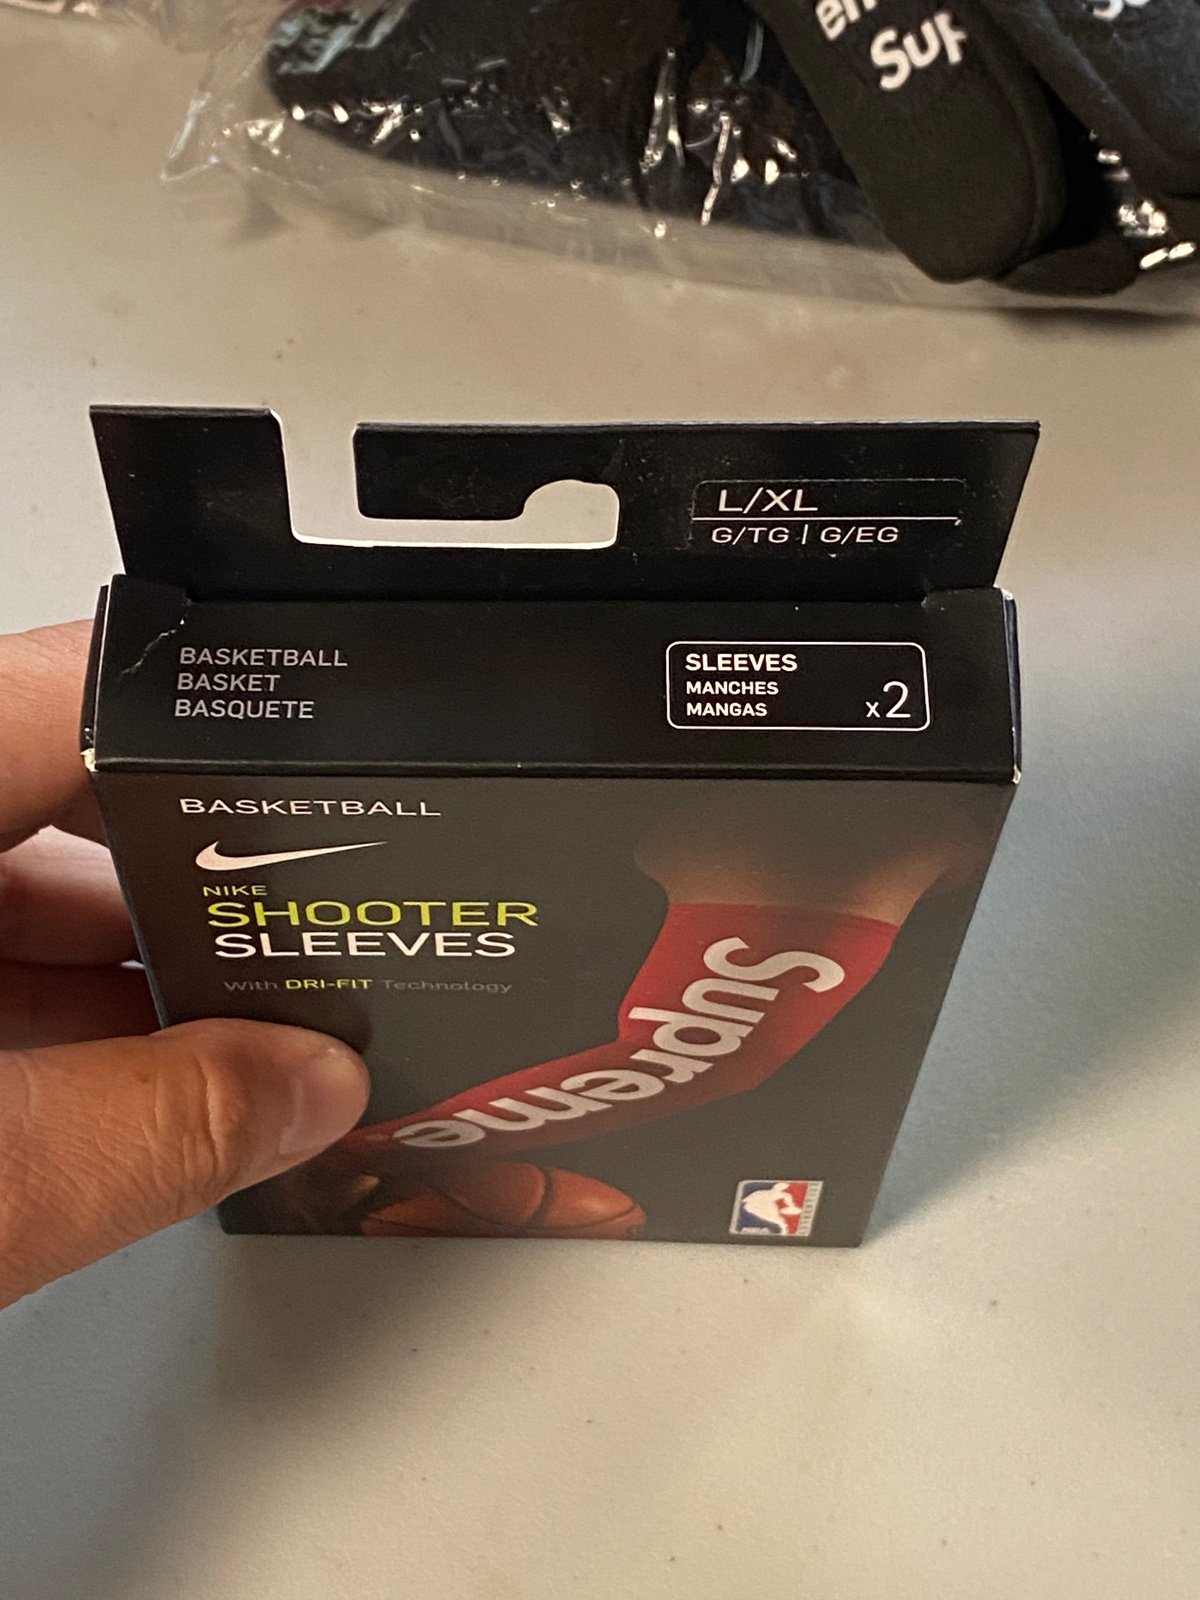 Sup
L/XL
G/TG | G/EG
BASKETBALL
BASKET
BASQUETE
SLEEVES
MANCHES
MANGAS
x2
BASKETBALL
NIKE
SHOOTER
SLEEVES
With DRI-FIT Technology
Supreme
NBA